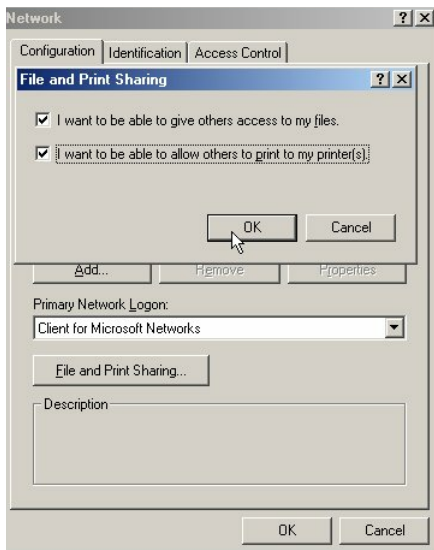 Network
Configuration Identification Access Control
File and Print Sharing
I want to be able to give others access to my files.
I want to be able to allow others to print to my printer(s).
OK Cancel
Add... Remove Properties
Primary Network Logon:
Client for Microsoft Networks
File and Print Sharing...
Description
OK Cancel